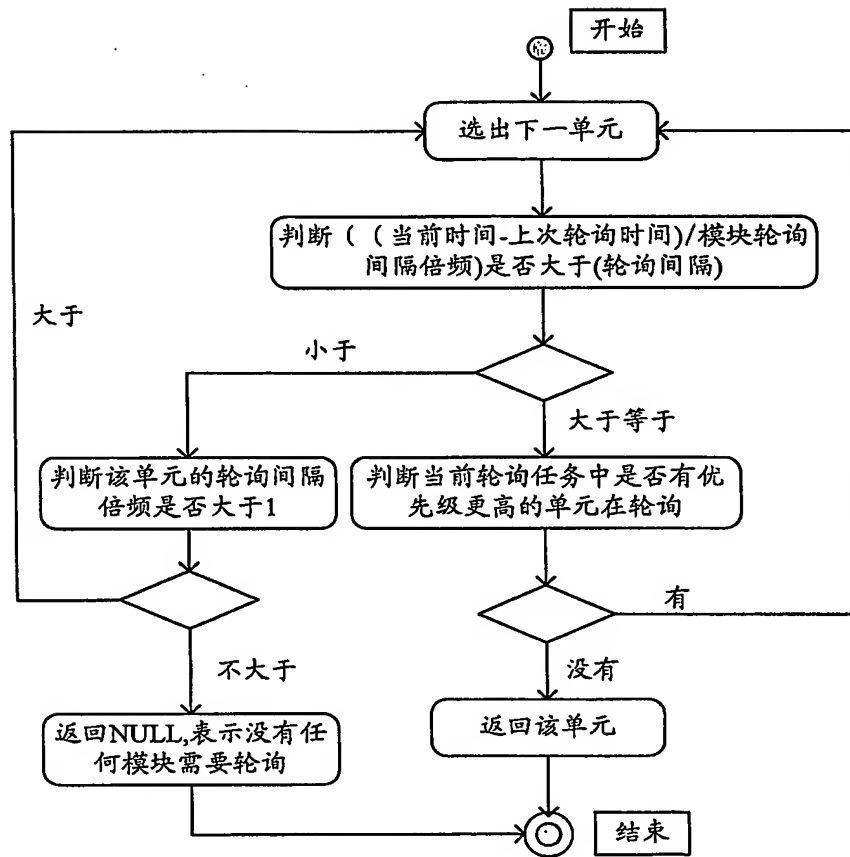 开始
选出下一单元
判断（（当前时间-上次轮询时间)/模块轮询
间隔倍频)是否大于(轮询间隔)
大于
小于
大于等于
判断该单元的轮询间隔
倍频是否大于1
判断当前轮询任务中是否有优
先级更高的单元在轮询
有
不大于
没有
返回NULL,表示没有任
何模块需要轮询
返回该单元
结束